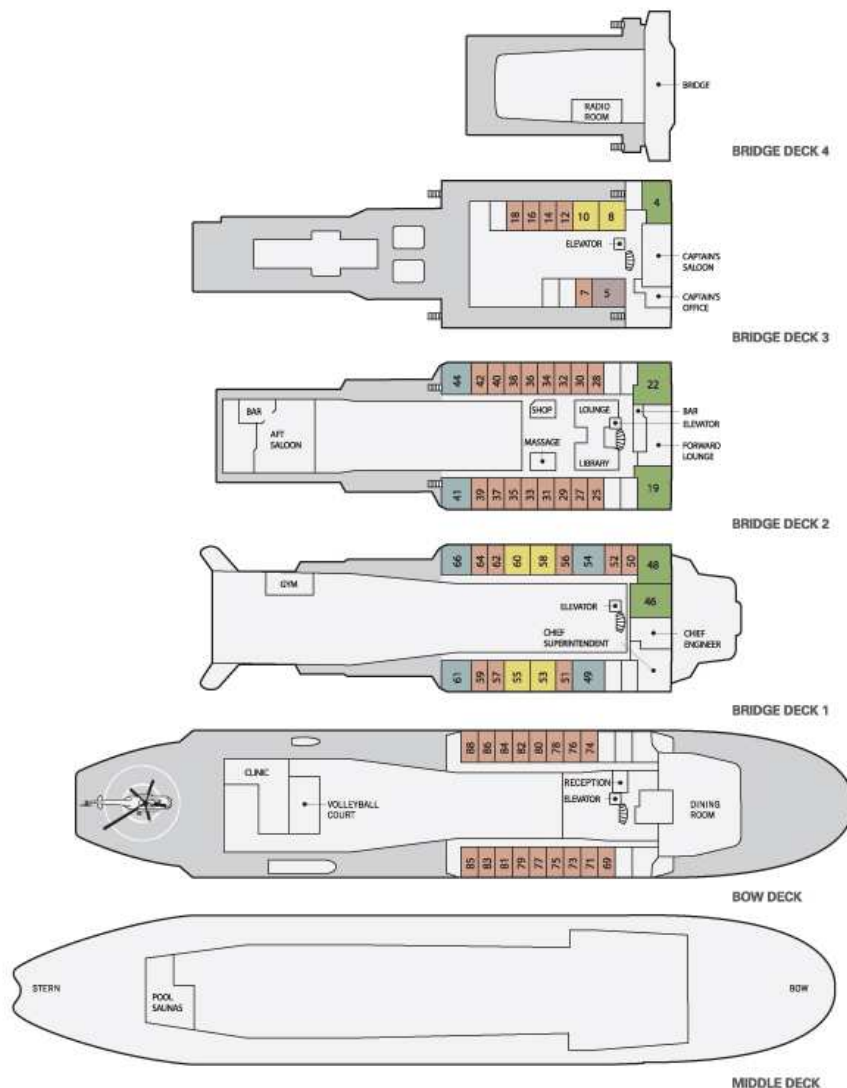 BRIDGE
RADIO
ROOM
BRIDGE DECK 4
18 16 14 12 10 8 4
ELEVATOR
CAPTAIN'S
SALOON
7 5
CAPTAIN'S
OFFICE
BRIDGE DECK 3
44 42 40 38 36 34 32 30 28 22
BAR
SHOP
LOUNGE
BAR
ELEVATOR
AFT
SALOON
MASSAGE
FORWARD
LOUNGE
LIBRARY
41 39 37 35 33 31 29 27 25 19
BRIDGE DECK 2
66 64 62 60 58 56 54 52 50 48
GYM
46
ELEVATOR
CHIEF
SUPERINTENDENT
CHIEF
ENGINEER
61 59 57 55 53 51 49
BRIDGE DECK 1
88 86 84 82 80 78 76 74
CLINIC
RECEPTION
ELEVATOR
VOLLEYBALL
COURT
DINING
ROOM
85 83 81 79 77 75 73 71 69
BOW DECK
STERN
POOL
SAUNAS
BOW
MIDDLE DECK